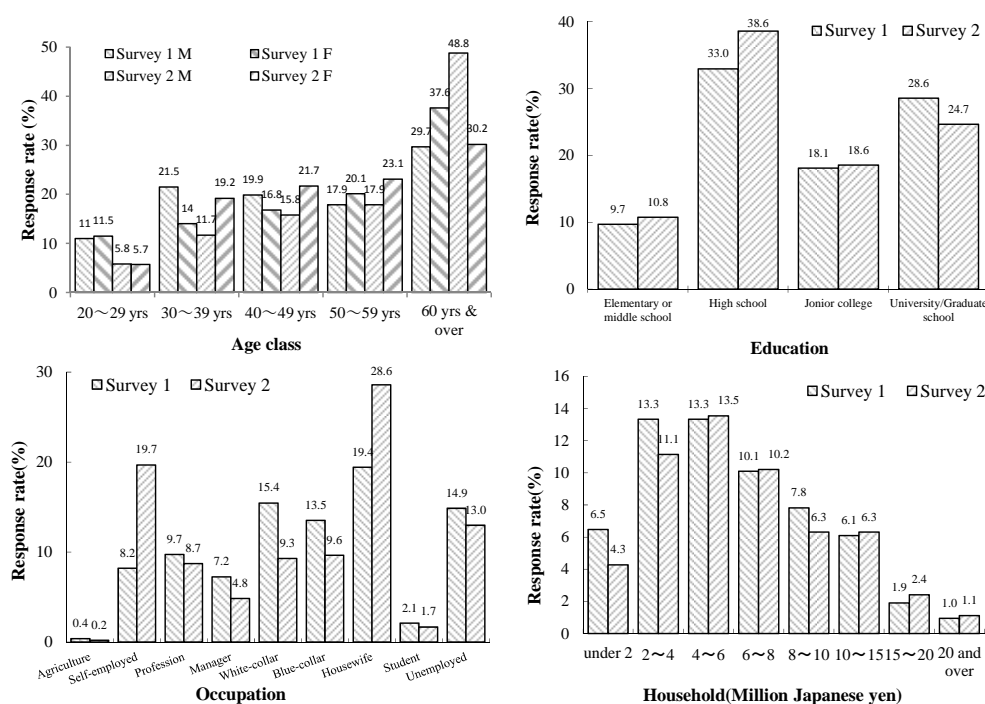 Survey 1 M
Survey 1 F
Survey 2 M
Survey 2 F
Response rate (%)
50
40
30
20
10
0
11
11.5
5.8
5.7
21.5
14
11.7
19.2
19.9
16.8
15.8
21.7
17.9
20.1
17.9
23.1
29.7
37.6
48.8
30.2
20～29 yrs
30～39 yrs
40～49 yrs
50～59 yrs
60 yrs &
over
Age class
Survey 1
Survey 2
Response rate (%)
40
30
20
10
0
9.7
10.8
33.0
38.6
18.1
18.6
28.6
24.7
Elementary or
middle school
High school
Jonior college
University/Graduate
school
Education
Survey 1
Survey 2
Response rate(%)
30
20
10
0
0.4
0.2
8.2
19.7
9.7
8.7
7.2
4.8
15.4
9.3
13.5
9.6
19.4
28.6
2.1
1.7
14.9
13.0
Agriculture
Self-employed
Profession
Manager
White-collar
Blue-collar
Housewife
Student
Unemployed
Occupation
Survey 1
Survey 2
Response rate(%)
16
14
12
10
8
6
4
2
0
6.5
4.3
13.3
11.1
13.3
13.5
10.1
10.2
7.8
6.3
6.1
6.3
1.9
2.4
1.0
1.1
under 2
2～4
4～6
6～8
8～10
10～15
15～20
20 and
over
Household(Million Japanese yen)